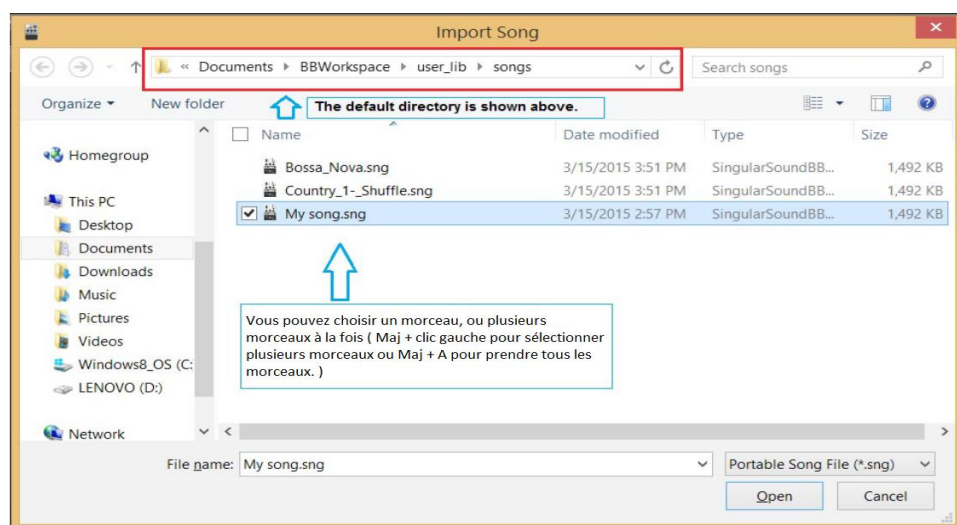 Import Song
« Documents ▸ BBWorkspace ▸ user_lib ▸ songs
Search songs
Organize ▾ New folder
The default directory is shown above.
Name Date modified Type Size
Homegroup
This PC
Desktop
Documents
Downloads
Music
Pictures
Videos
Windows8_OS (C:
LENOVO (D:)
Network
Bossa_Nova.sng 3/15/2015 3:51 PM SingularSoundBB... 1,492 KB
Country_1-_Shuffle.sng 3/15/2015 3:51 PM SingularSoundBB... 1,492 KB
My song.sng 3/15/2015 2:57 PM SingularSoundBB... 1,492 KB
Vous pouvez choisir un morceau, ou plusieurs
morceaux à la fois ( Maj + clic gauche pour sélectionner
plusieurs morceaux ou Maj + A pour prendre tous les
morceaux. )
File name: My song.sng
Portable Song File (*.sng)
Open Cancel